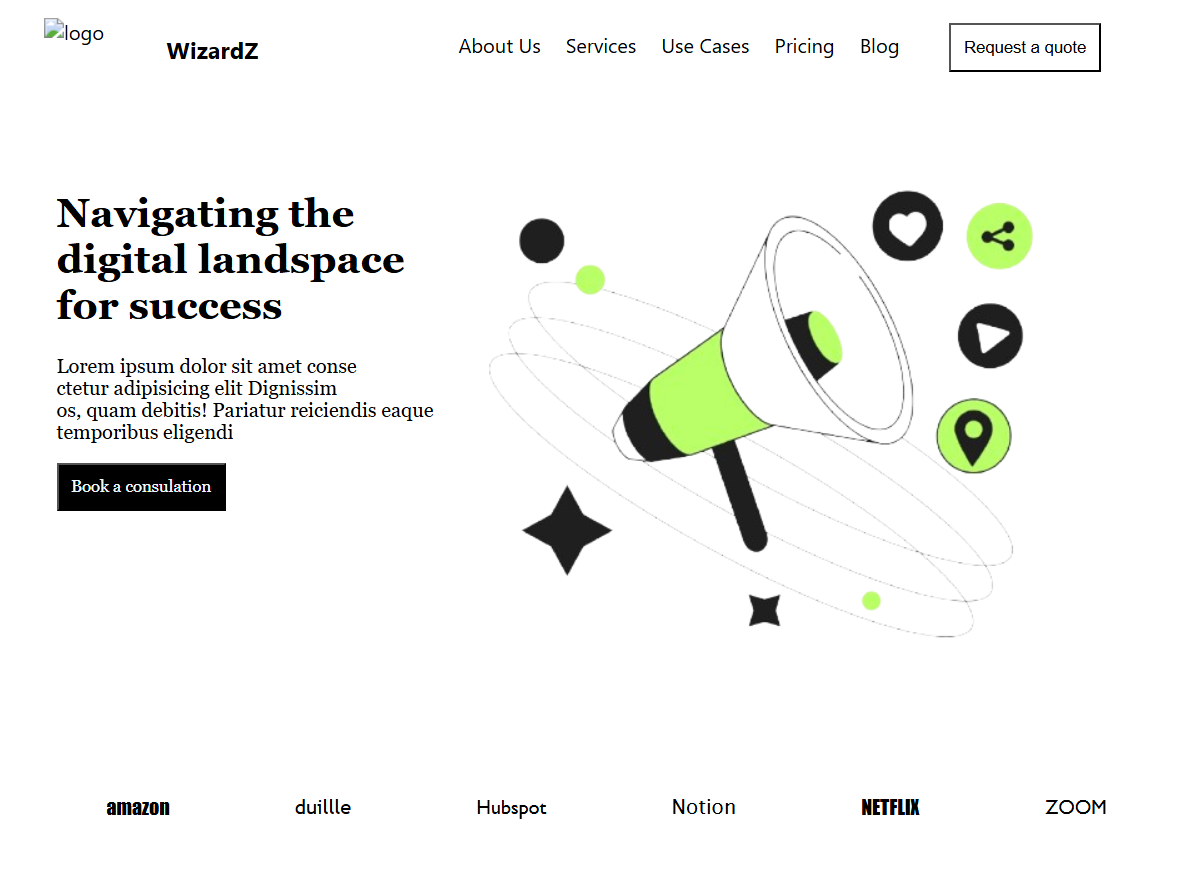 logo
WizardZ
About Us Services Use Cases Pricing Blog
Request a quote
Navigating the
digital landspace
for success
Lorem ipsum dolor sit amet conse
ctetur adipisicing elit Dignissim
os, quam debitis! Pariatur reiciendis eaque
temporibus eligendi
Book a consulation
amazon duillle Hubspot Notion NETFLIX ZOOM